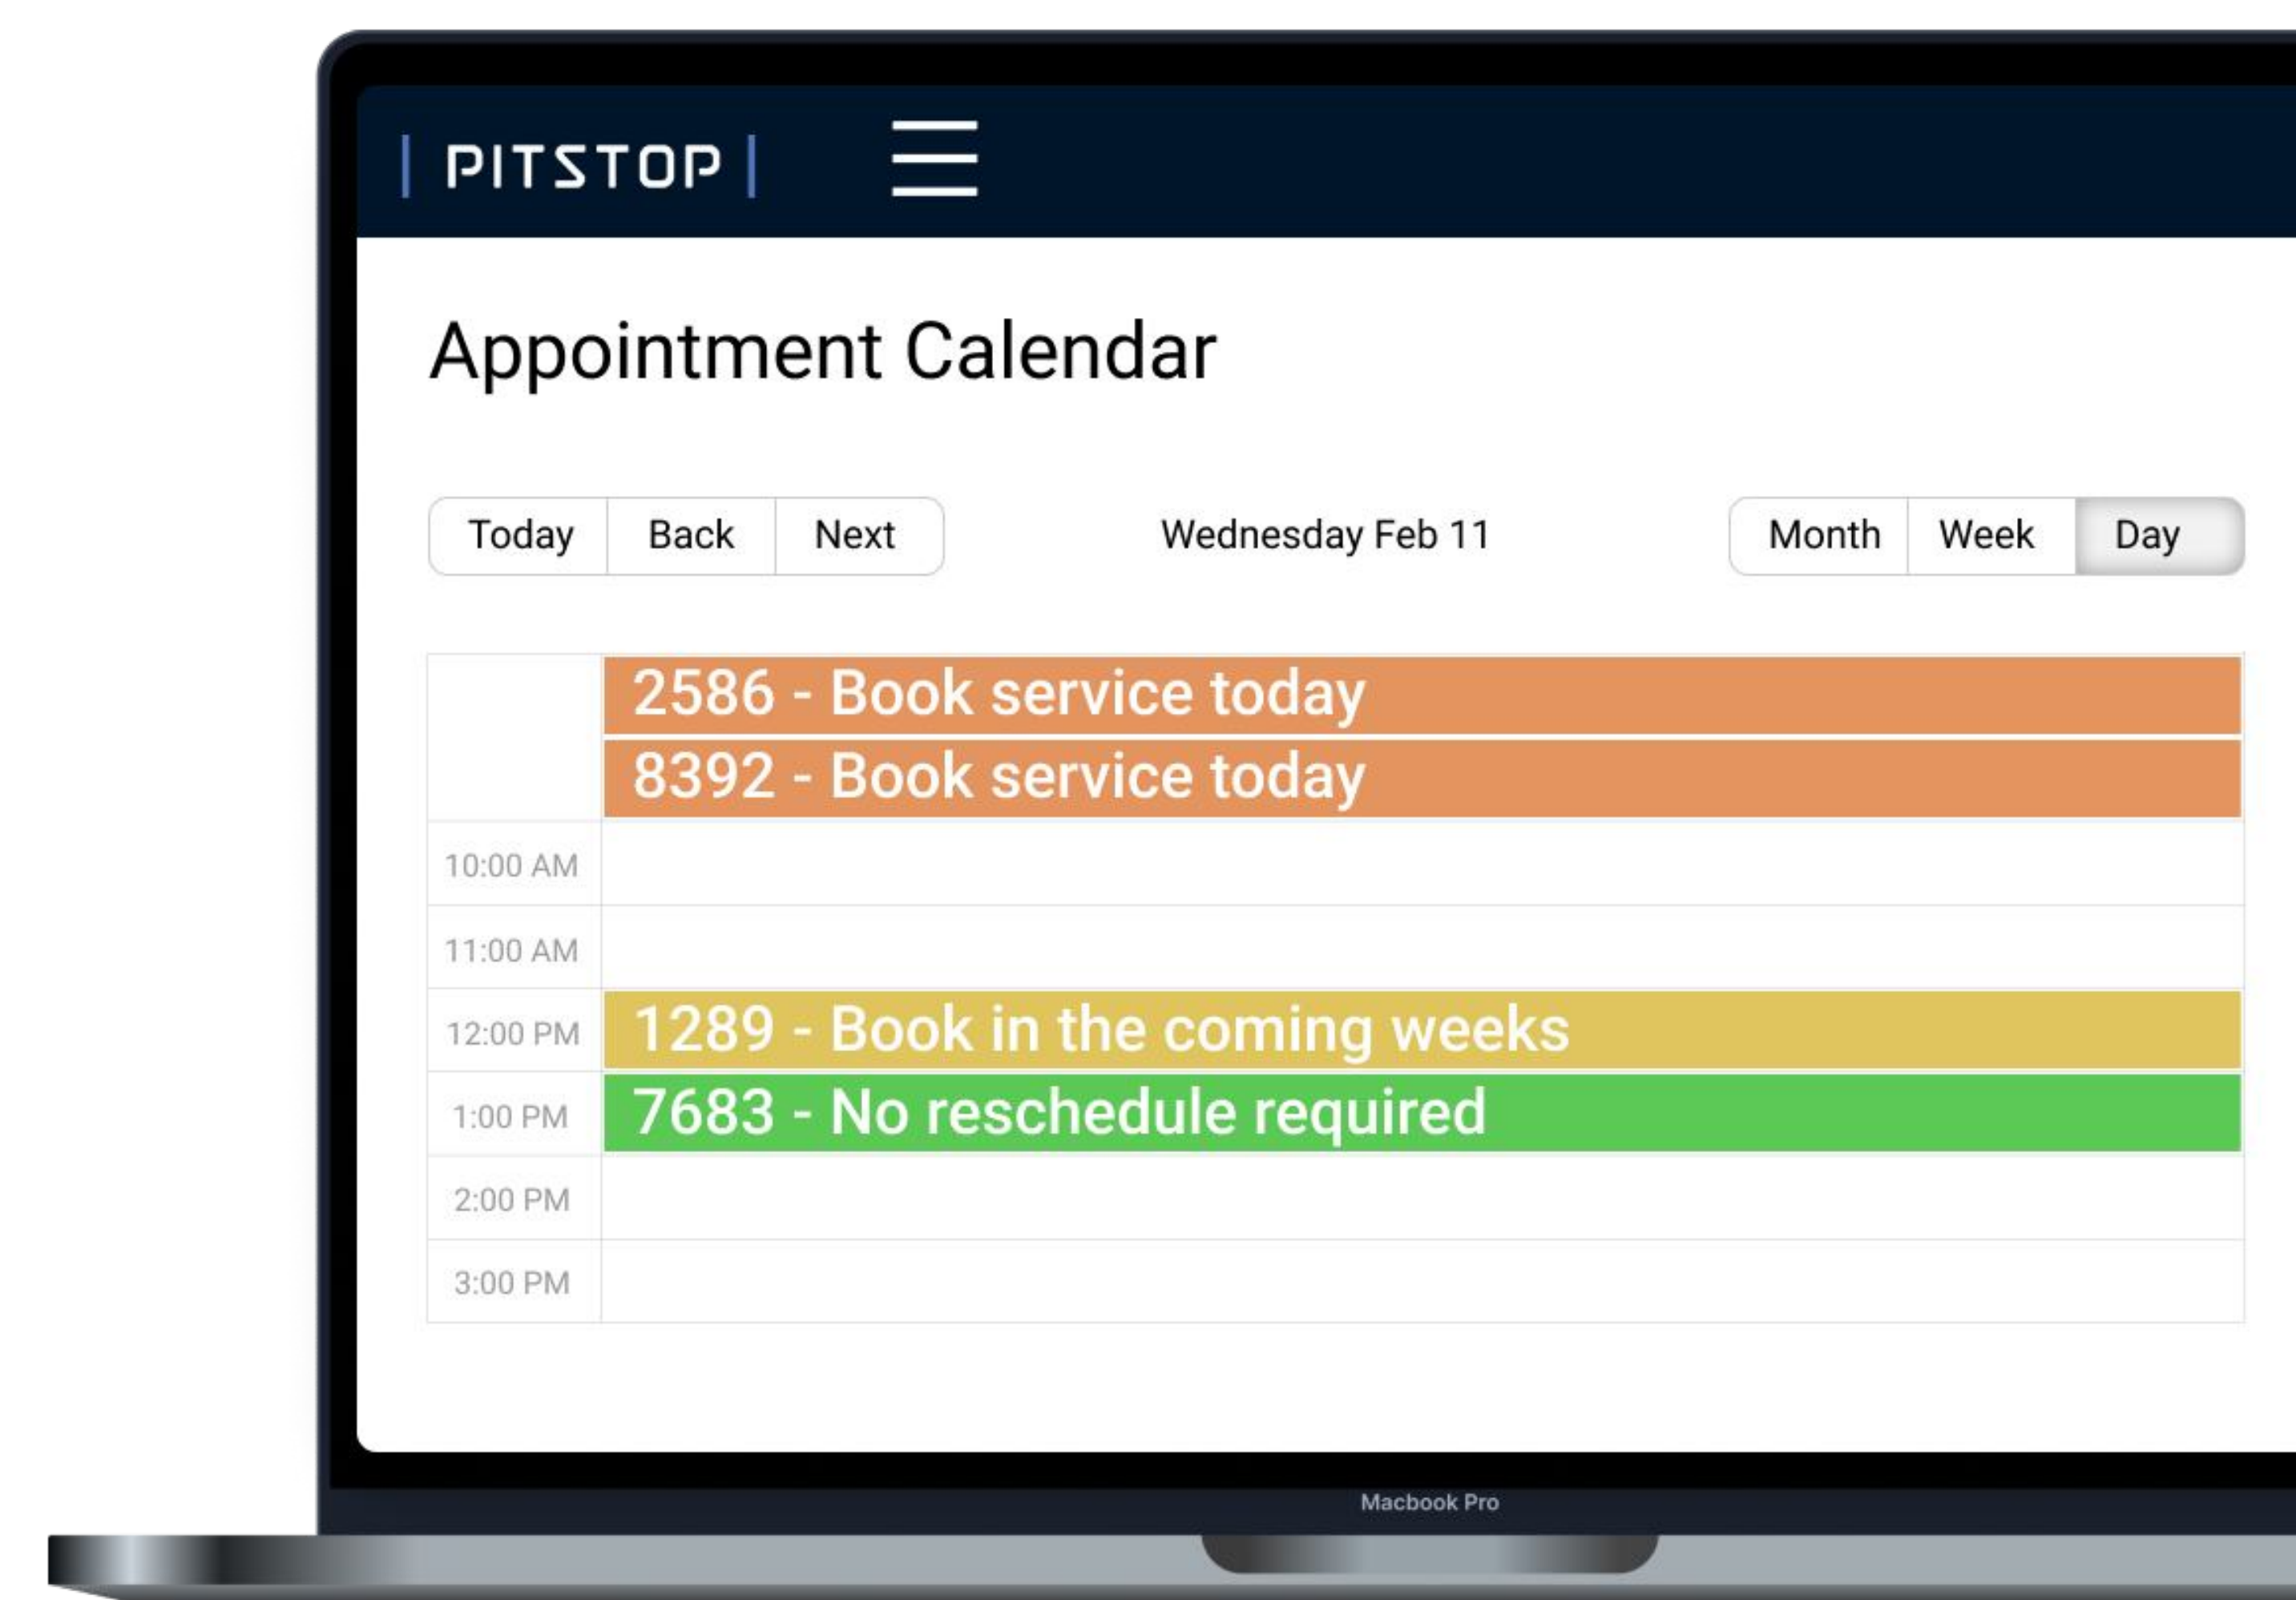 PITSTOP
Appointment Calendar
Today Back Next Wednesday Feb 11 Month Week Day
2586 - Book service today
8392 - Book service today
10:00 AM
11:00 AM
12:00 PM 1289 - Book in the coming weeks
1:00 PM 7683 - No reschedule required
2:00 PM
3:00 PM
Macbook Pro